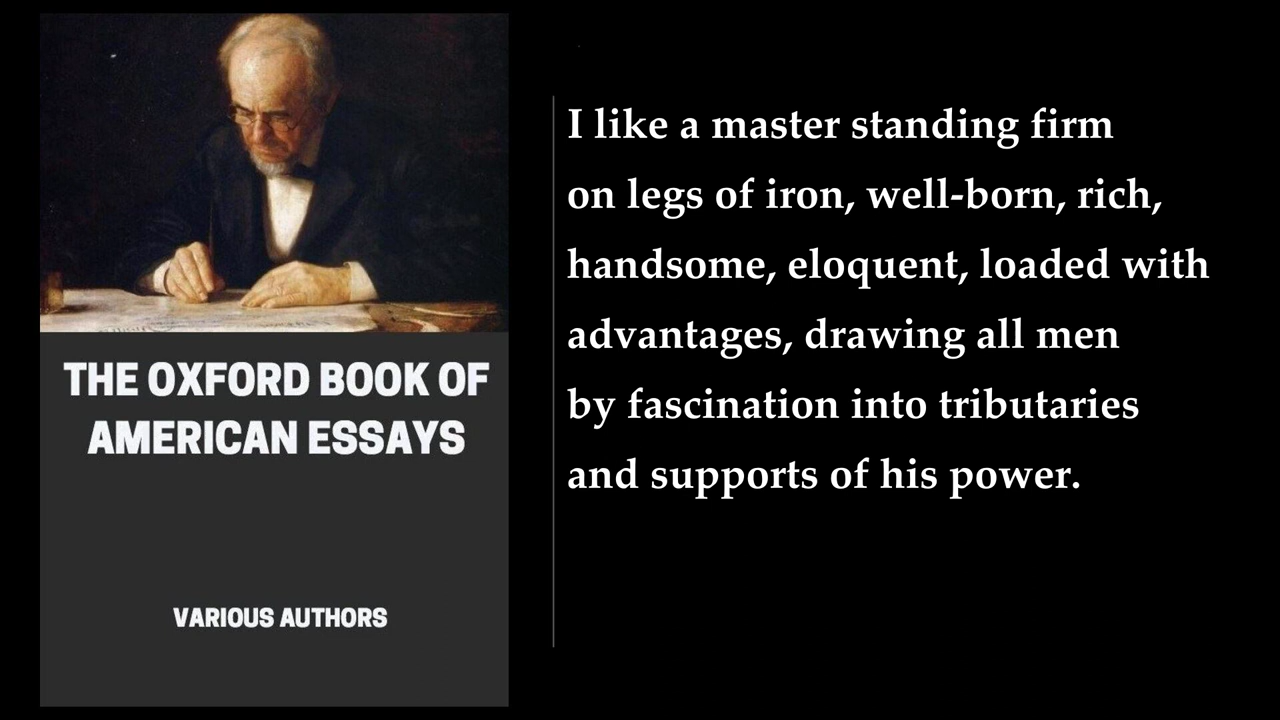 THE OXFORD BOOK OF
AMERICAN ESSAYS
VARIOUS AUTHORS
I like a master standing firm
on legs of iron, well-born, rich,
handsome, eloquent, loaded with
advantages, drawing all men
by fascination into tributaries
and supports of his power.